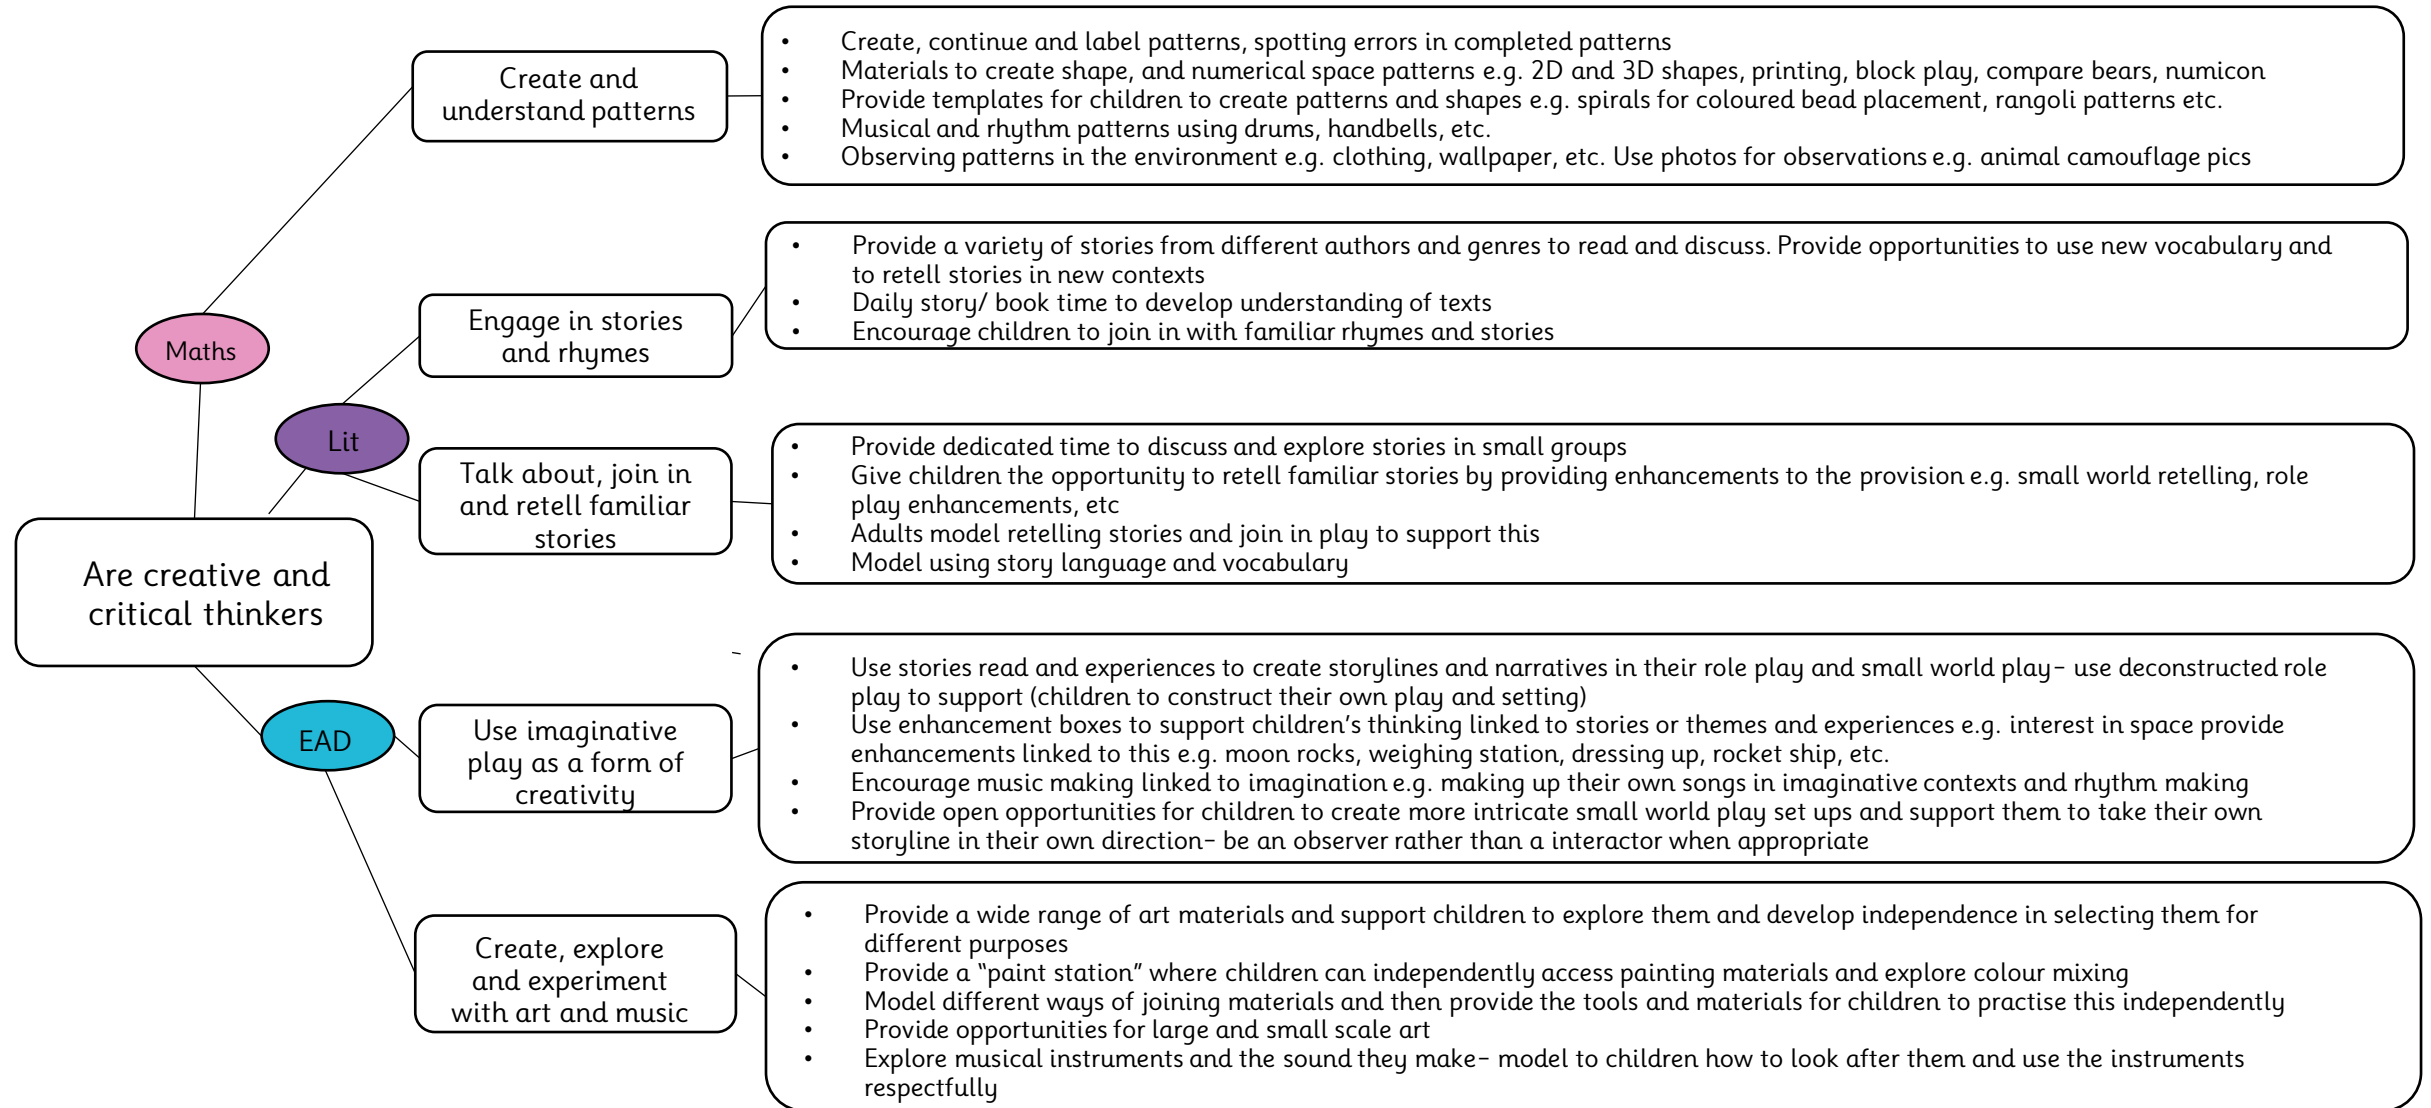 Create and
understand patterns
• Create, continue and label patterns, spotting errors in completed patterns
• Materials to create shape, and numerical space patterns e.g. 2D and 3D shapes, printing, block play, compare bears, numicon
• Provide templates for children to create patterns and shapes e.g. spirals for coloured bead placement, rangoli patterns etc.
• Musical and rhythm patterns using drums, handbells, etc.
• Observing patterns in the environment e.g. clothing, wallpaper, etc. Use photos for observations e.g. animal camouflage pics
Maths
Engage in stories
and rhymes
• Provide a variety of stories from different authors and genres to read and discuss. Provide opportunities to use new vocabulary and
to retell stories in new contexts
• Daily story/ book time to develop understanding of texts
• Encourage children to join in with familiar rhymes and stories
Lit
Talk about, join in
and retell familiar
stories
• Provide dedicated time to discuss and explore stories in small groups
• Give children the opportunity to retell familiar stories by providing enhancements to the provision e.g. small world retelling, role
play enhancements, etc
• Adults model retelling stories and join in play to support this
• Model using story language and vocabulary
Are creative and
critical thinkers
EAD
Use imaginative
play as a form of
creativity
• Use stories read and experiences to create storylines and narratives in their role play and small world play– use deconstructed role
play to support (children to construct their own play and setting)
• Use enhancement boxes to support children’s thinking linked to stories or themes and experiences e.g. interest in space provide
enhancements linked to this e.g. moon rocks, weighing station, dressing up, rocket ship, etc.
• Encourage music making linked to imagination e.g. making up their own songs in imaginative contexts and rhythm making
• Provide open opportunities for children to create more intricate small world play set ups and support them to take their own
storyline in their own direction– be an observer rather than a interactor when appropriate
Create, explore
and experiment
with art and music
• Provide a wide range of art materials and support children to explore them and develop independence in selecting them for
different purposes
• Provide a “paint station” where children can independently access painting materials and explore colour mixing
• Model different ways of joining materials and then provide the tools and materials for children to practise this independently
• Provide opportunities for large and small scale art
• Explore musical instruments and the sound they make– model to children how to look after them and use the instruments
respectfully